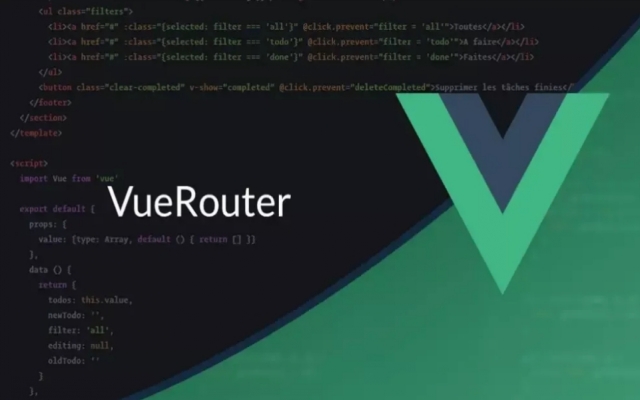 <ul class="filters">
<li><a href="#" :class="{selected: filter === 'all'}" @click.prevent="filter = 'all'">Toutes</a></li>
<li><a href="#" :class="{selected: filter === 'todo'}" @click.prevent="filter = 'todo'">A faire</a></li>
<li><a href="#" :class="{selected: filter === 'done'}" @click.prevent="filter = 'done'">Faites</a></li>
</ul>
<button class="clear-completed" v-show="completed" @click.prevent="deleteCompleted">Supprimer les tâches finies</
</footer>
</section>
</template>
<script>
import Vue from 'vue'
VueRouter
export default {
props: {
value: {type: Array, default () { return [] }}
},
data () {
return {
todos: this.value,
newTodo: '',
filter: 'all',
editing: null,
oldTodo: ''
}
},